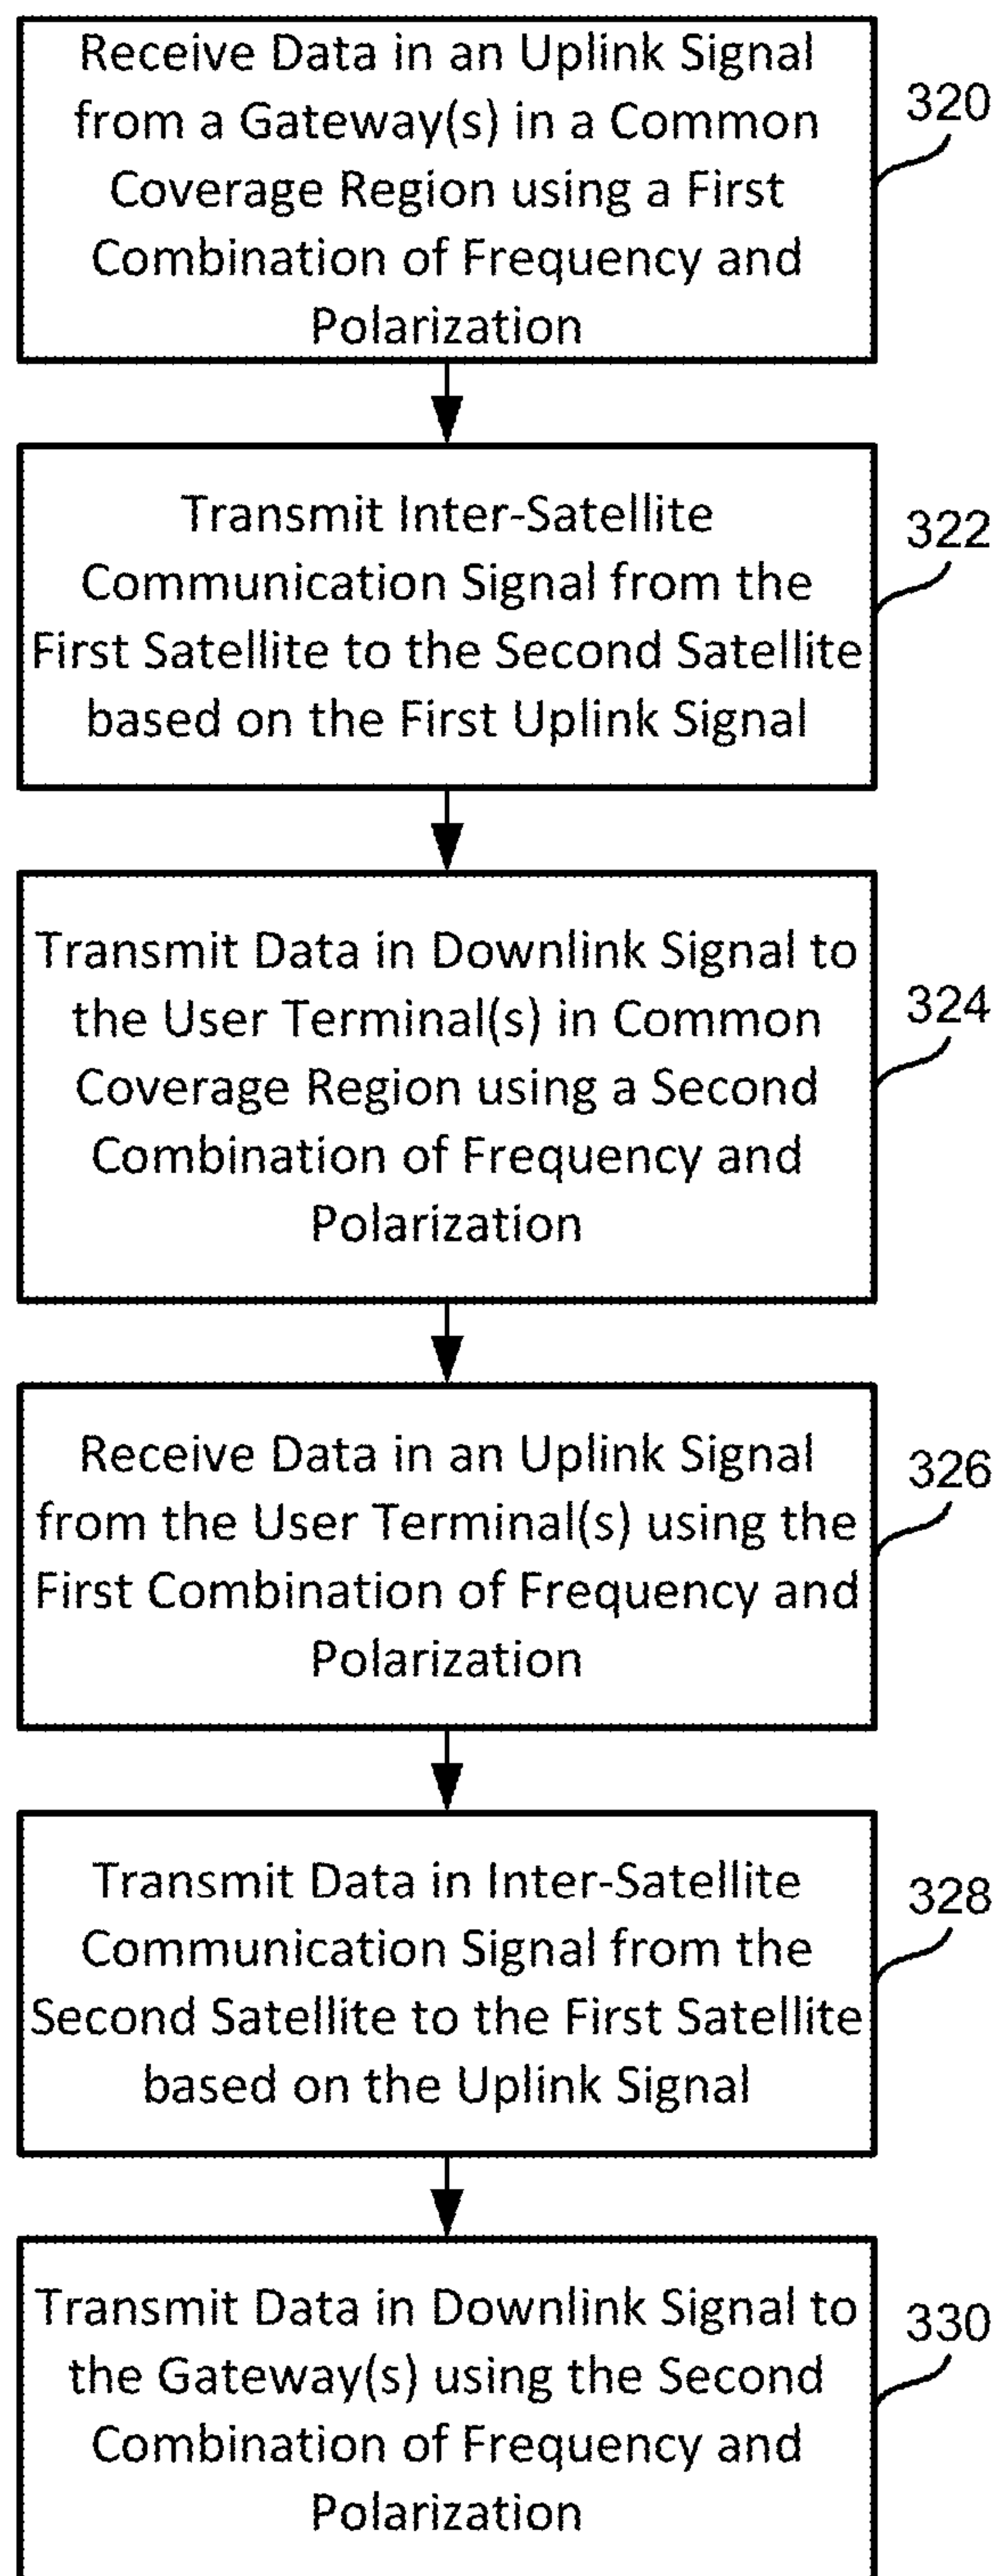 Receive Data in an Uplink Signal
from a Gateway(s) in a Common
Coverage Region using a First
Combination of Frequency and
Polarization
320
Transmit Inter-Satellite
Communication Signal from the
First Satellite to the Second Satellite
based on the First Uplink Signal
322
Transmit Data in Downlink Signal to
the User Terminal(s) in Common
Coverage Region using a Second
Combination of Frequency and
Polarization
324
Receive Data in an Uplink Signal
from the User Terminal(s) using the
First Combination of Frequency and
Polarization
326
Transmit Data in Inter-Satellite
Communication Signal from the
Second Satellite to the First Satellite
based on the Uplink Signal
328
Transmit Data in Downlink Signal to
the Gateway(s) using the Second
Combination of Frequency and
Polarization
330